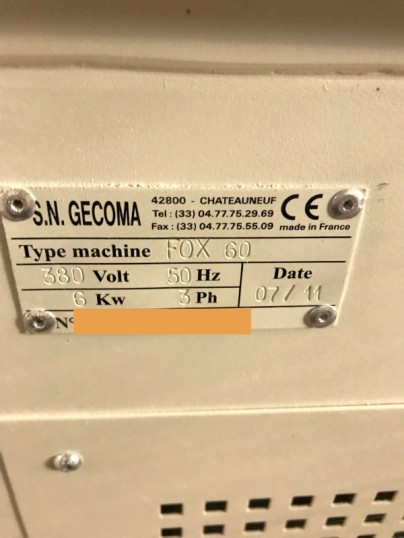 S.N. GECOMA
42800 - CHATEAUNEUF
Tel : (33) 04.77.75.29.69
Fax : (33) 04.77.75.55.09
CE
made in France
Type machine FOX 60
380 Volt 50 Hz Date
6 Kw 3 Ph 07/11
N°